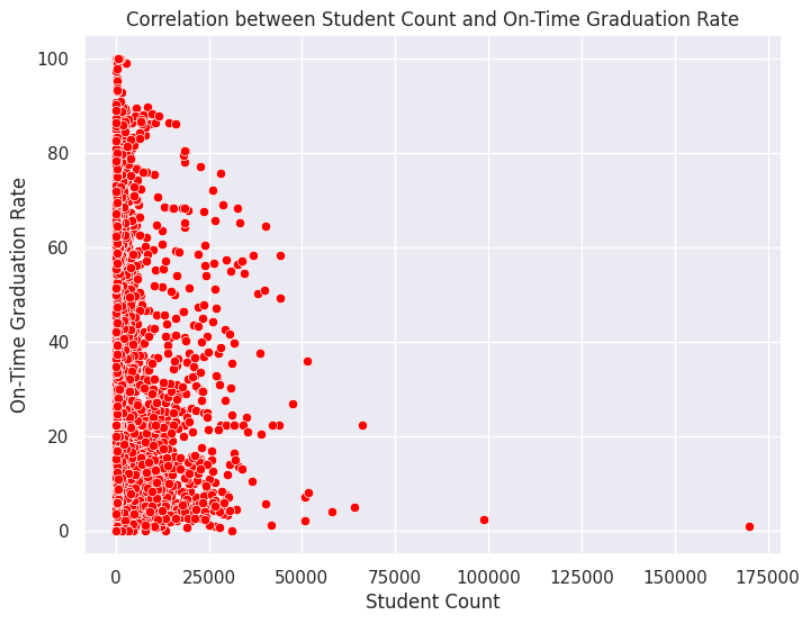 Correlation between Student Count and On-Time Graduation Rate
On-Time Graduation Rate
100
80
60
40
20
0
0 25000 50000 75000 100000 125000 150000 175000
Student Count